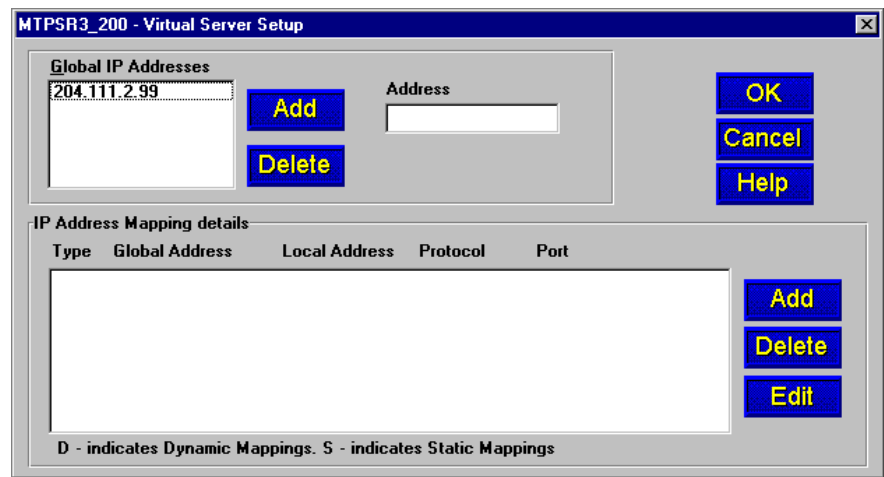 MTPSR3_200 - Virtual Server Setup
Global IP Addresses
204.111.2.99
Add
Delete
Address
OK
Cancel
Help
IP Address Mapping details
Type Global Address Local Address Protocol Port
Add
Delete
Edit
D - indicates Dynamic Mappings. S - indicates Static Mappings